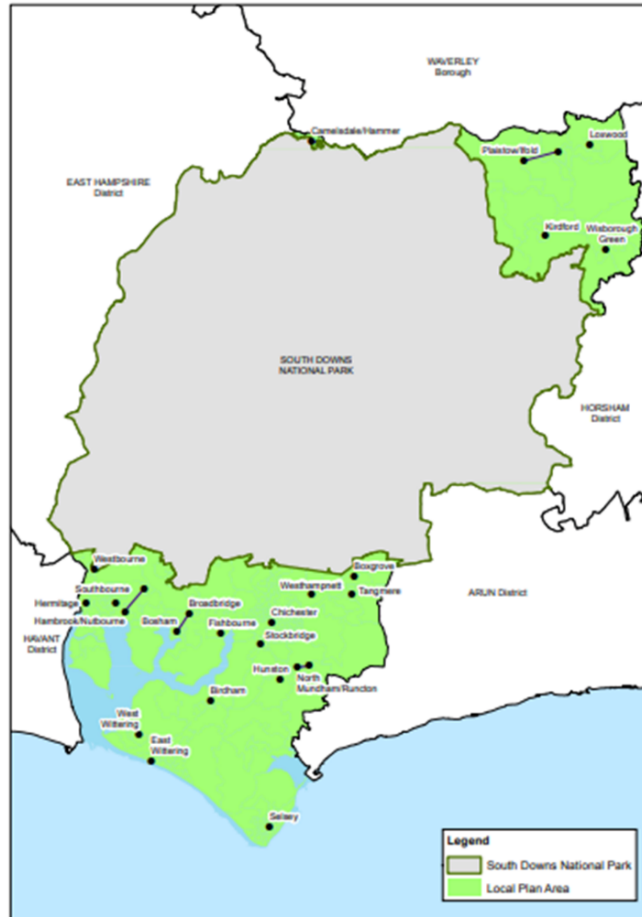 WAVERLEY
Borough
Camelsdale/Hammer
Loxwood
Plaistow/Ifold
EAST HAMPSHIRE
District
Kirdford
Wisborough
Green
SOUTH DOWNS
NATIONAL PARK
HORSHAM
District
Westbourne
Boxgrove
Southbourne
Westhampnett
Tangmere
ARUN District
Hermitage
Broadbridge
Hambrook/Nutbourne
Chichester
Bosham
Fishbourne
HAVANT
District
Stockbridge
Hunston
North
Mundham/Runcton
Birdham
West
Wittering
East
Wittering
Selsey
Legend
South Downs National Park
Local Plan Area